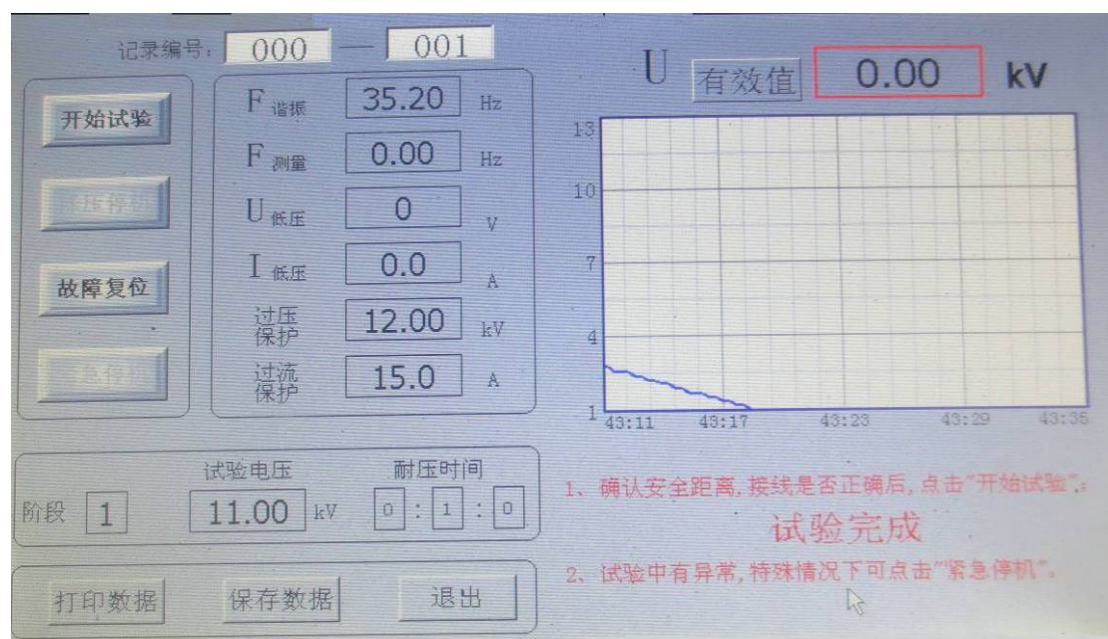 记录编号: 000 — 001
U 有效值 0.00 kV
开始试验
故障复位
F 谐振 35.20 Hz
F 测量 0.00 Hz
U 低压 0 V
I 低压 0.0 A
过压保护 12.00 kV
过流保护 15.0 A
13
10
7
4
1
43:11 43:17 43:23 43:29 43:35
试验电压 耐压时间
阶段 1 11.00 kV 0 : 1 : 0
1、确认安全距离,接线是否正确后,点击"开始试验";
试验完成
2、试验中有异常,特殊情况下可点击"紧急停机"。
打印数据 保存数据 退出